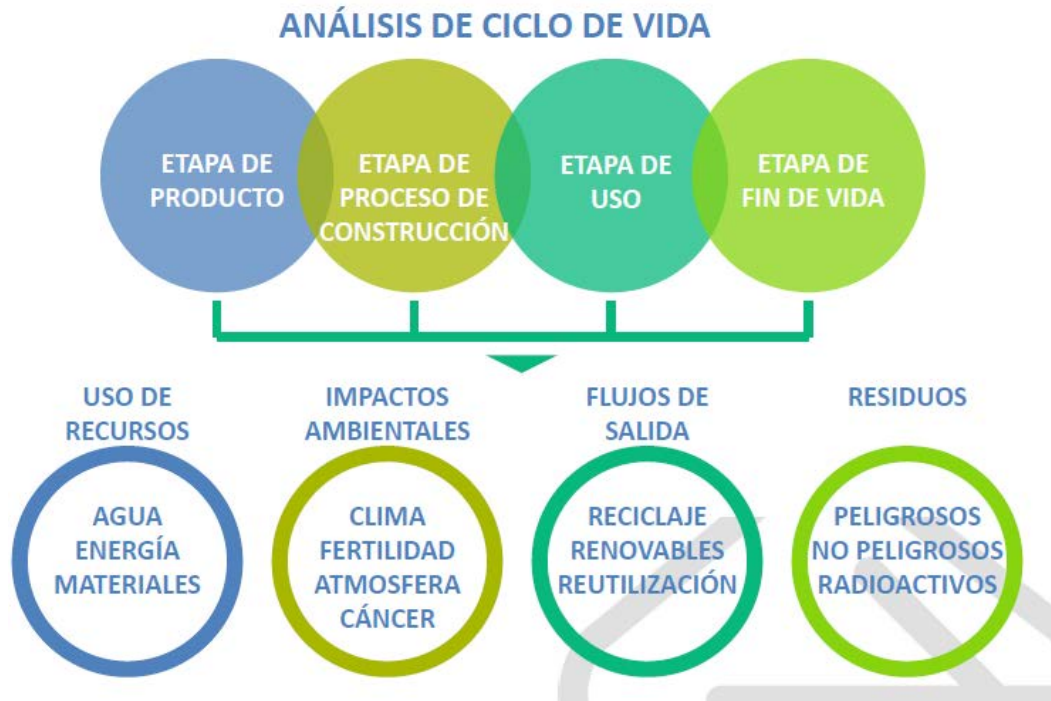 ANÁLISIS DE CICLO DE VIDA
ETAPA DE
PRODUCTO
ETAPA DE
PROCESO DE
CONSTRUCCIÓN
ETAPA DE
USO
ETAPA DE
FIN DE VIDA
USO DE
RECURSOS
AGUA
ENERGÍA
MATERIALES
IMPACTOS
AMBIENTALES
CLIMA
FERTILIDAD
ATMOSFERA
CÁNCER
FLUJOS DE
SALIDA
RECICLAJE
RENOVABLES
REUTILIZACIÓN
RESIDUOS
PELIGROSOS
NO PELIGROSOS
RADIOACTIVOS